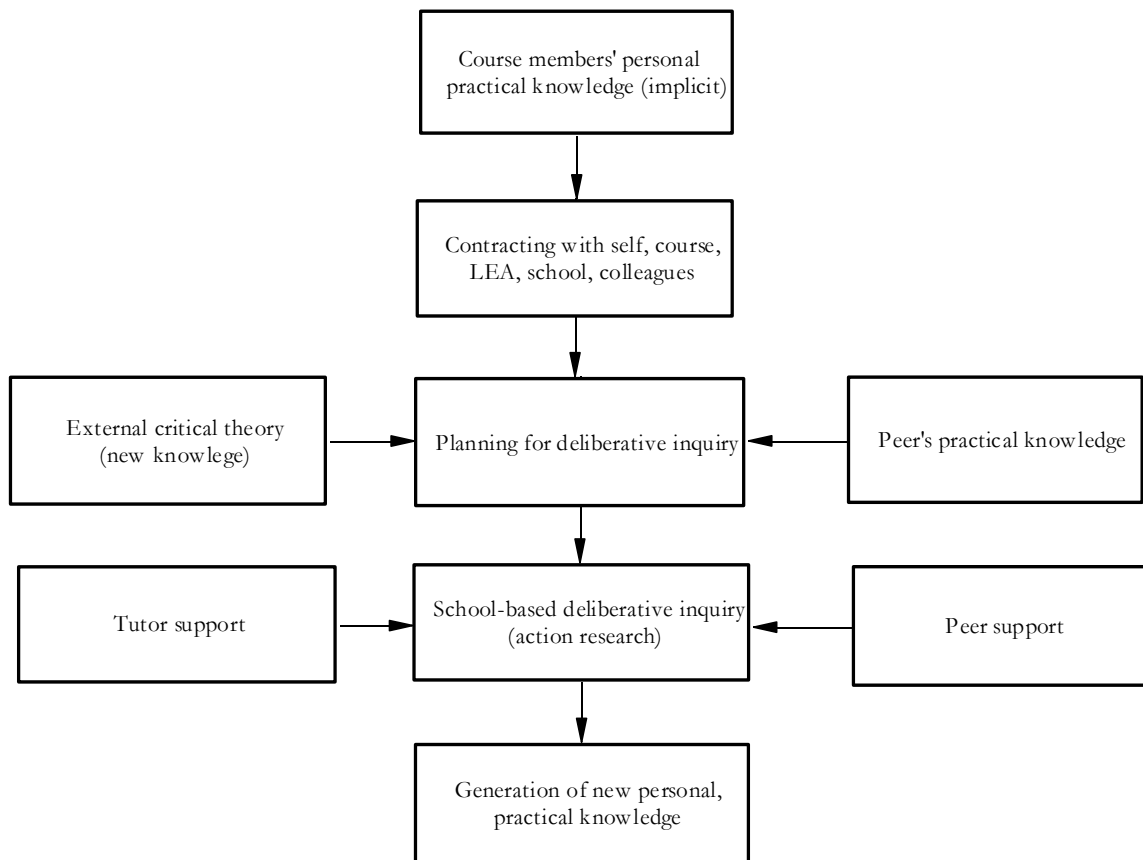 Course members' personal
practical knowledge (implicit)
Contracting with self, course,
LEA, school, colleagues
External critical theory
(new knowlege)
Planning for deliberative inquiry
Peer's practical knowledge
Tutor support
School-based deliberative inquiry
(action research)
Peer support
Generation of new personal,
practical knowledge